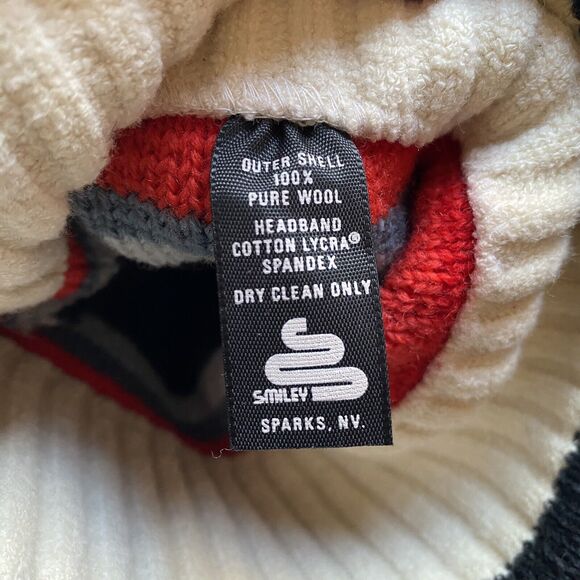 OUTER SHELL
100%
PURE WOOL
HEADBAND
COTTON LYCRA®
SPANDEX
DRY CLEAN ONLY
SMILEY
SPARKS, NV.